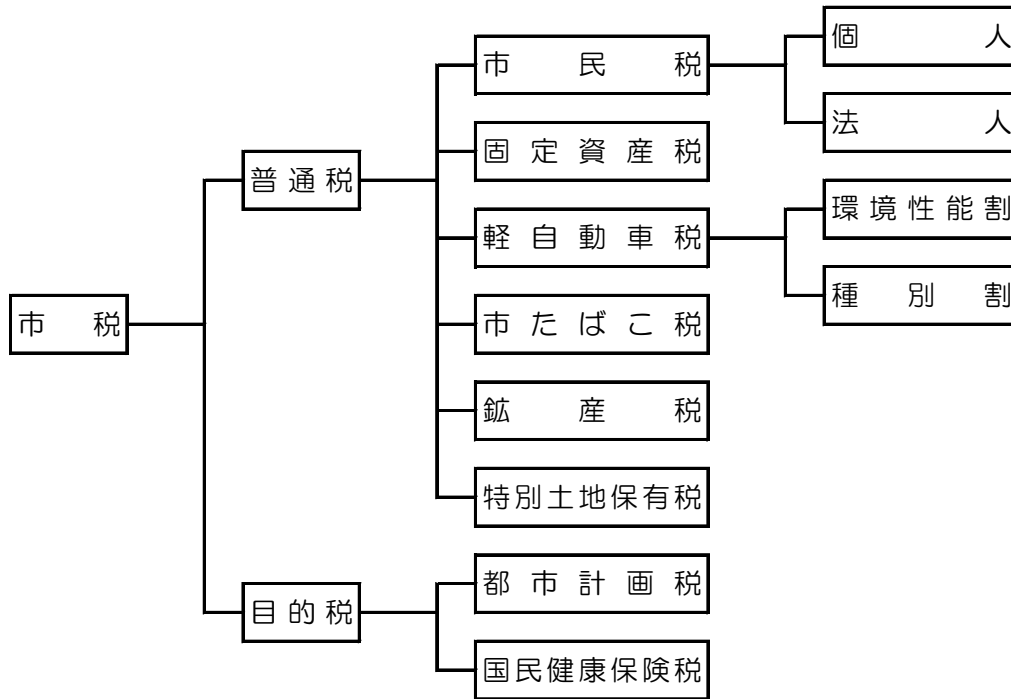 個人
市民税
法人
固定資産税
普通税
環境性能割
軽自動車税
種別割
市税
市たばこ税
鉱産税
特別土地保有税
都市計画税
目的税
国民健康保険税